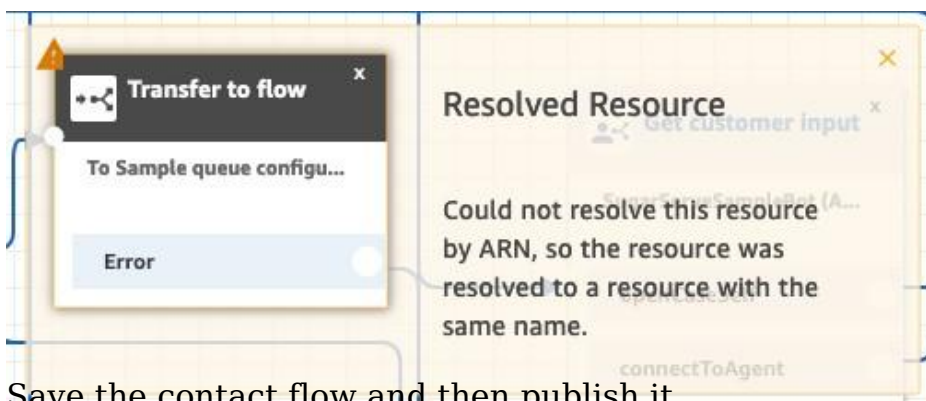 Transfer to flow
x
To Sample queue configu...
Error
Resolved Resource
x
Get customer input
Could not resolve this resource
by ARN, so the resource was
resolved to a resource with the
same name.
SugarServeSampleBot (A...
openCaseSelf
connectToAgent
Save the contact flow and then publish it